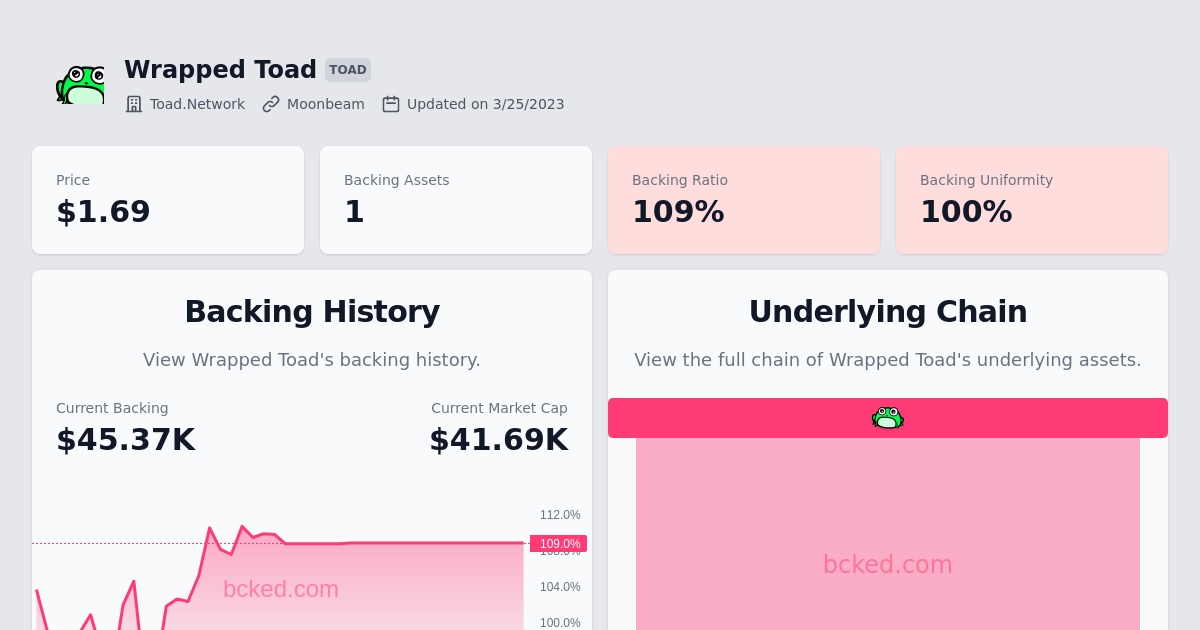 Wrapped Toad TOAD
Toad.Network Moonbeam Updated on 3/25/2023
Price
$1.69
Backing Assets
1
Backing Ratio
109%
Backing Uniformity
100%
Backing History
View Wrapped Toad's backing history.
Current Backing
$45.37K
Current Market Cap
$41.69K
112.0%
109.0%
108.0%
104.0%
100.0%
bcked.com
Underlying Chain
View the full chain of Wrapped Toad's underlying assets.
bcked.com